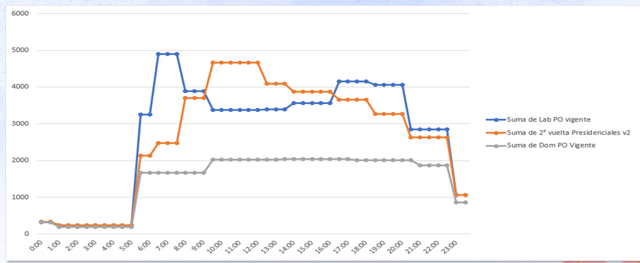 6000
5000
4000
3000
2000
1000
0
0:00 1:00 2:00 3:00 4:00 5:00 6:00 7:00 8:00 9:00 10:00 11:00 12:00 13:00 14:00 15:00 16:00 17:00 18:00 19:00 20:00 21:00 22:00 23:00
Suma de Lab PO vigente
Suma de 2ª vuelta Presidenciales v2
Suma de Dom PO Vigente